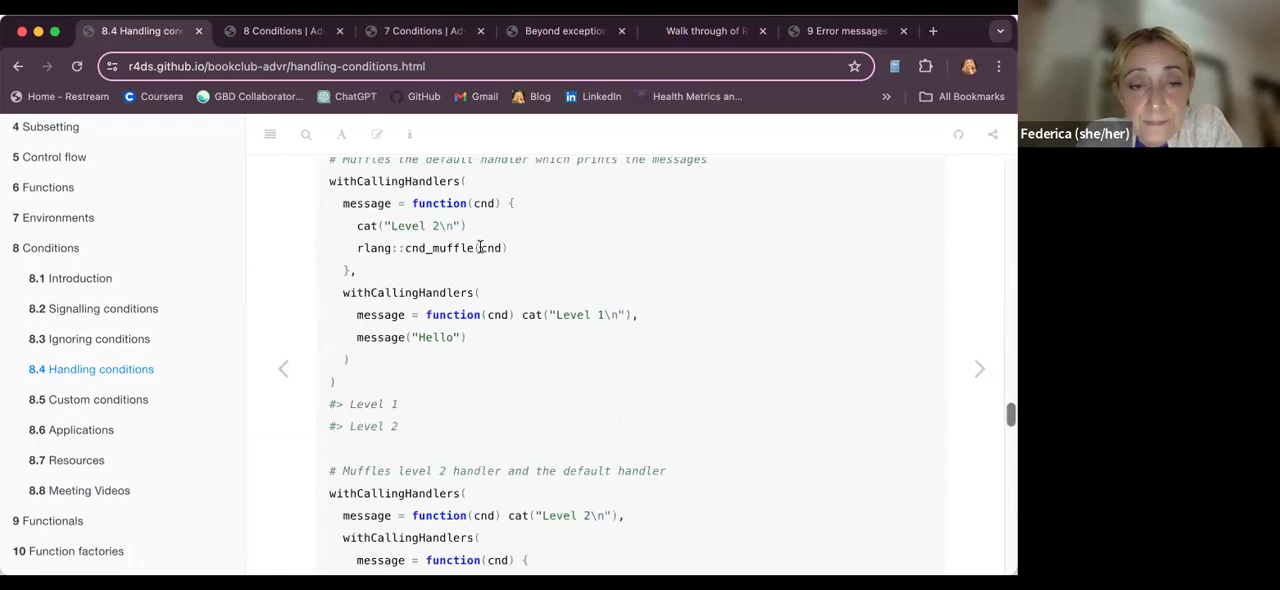 8.4 Handling con
8 Conditions | Ad
7 Conditions | Ad
Beyond exception
Walk through of R
9 Error messages
r4ds.github.io/bookclub-advr/handling-conditions.html
Home - Restream
Coursera
GBD Collaborator...
ChatGPT
GitHub
Gmail
Blog
LinkedIn
Health Metrics an...
»
All Bookmarks
Federica (she/her)
4 Subsetting
5 Control flow
6 Functions
7 Environments
8 Conditions
8.1 Introduction
8.2 Signalling conditions
8.3 Ignoring conditions
8.4 Handling conditions
8.5 Custom conditions
8.6 Applications
8.7 Resources
8.8 Meeting Videos
9 Functionals
10 Function factories
# Muffles the default handler which prints the messages
withCallingHandlers(
message = function(cnd) {
cat("Level 2\n")
rlang::cnd_muffle(cnd)
},
withCallingHandlers(
message = function(cnd) cat("Level 1\n"),
message("Hello")
)
)
#> Level 1
#> Level 2
# Muffles level 2 handler and the default handler
withCallingHandlers(
message = function(cnd) cat("Level 2\n"),
withCallingHandlers(
message = function(cnd) {